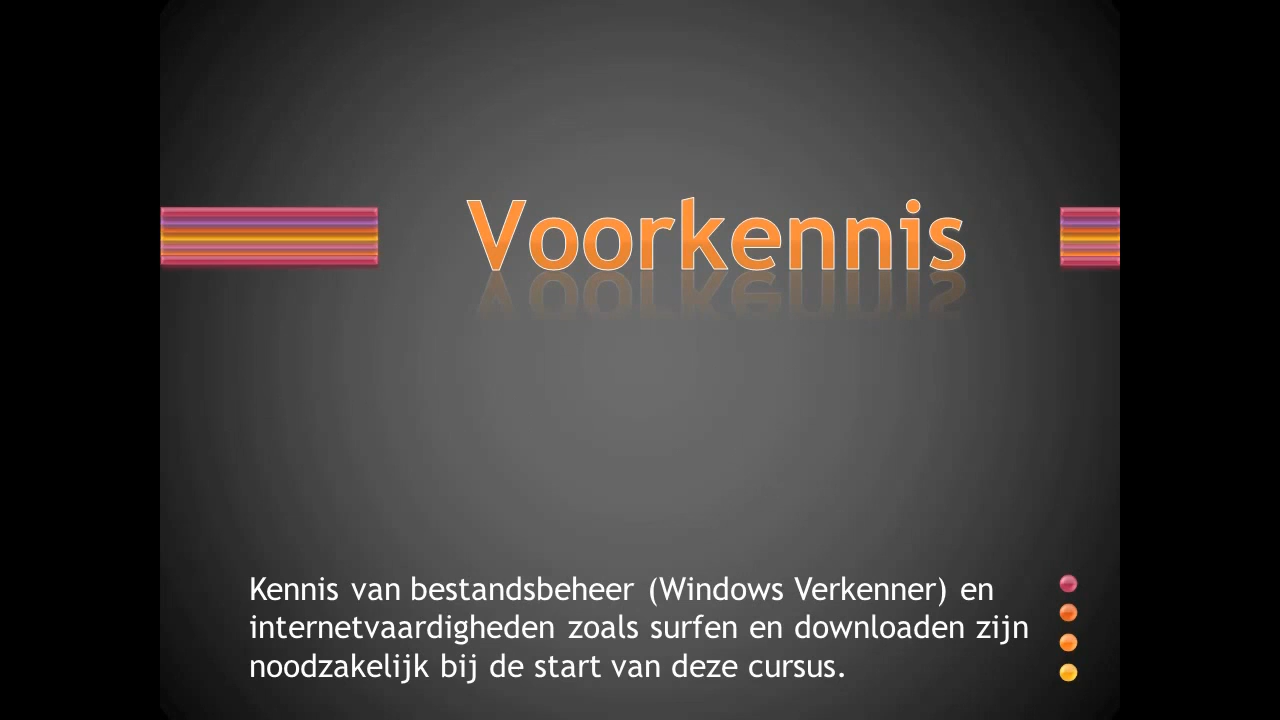 Voorkennis
Kennis van bestandsbeheer (Windows Verkenner) en
internetvaardigheden zoals surfen en downloaden zijn
noodzakelijk bij de start van deze cursus.